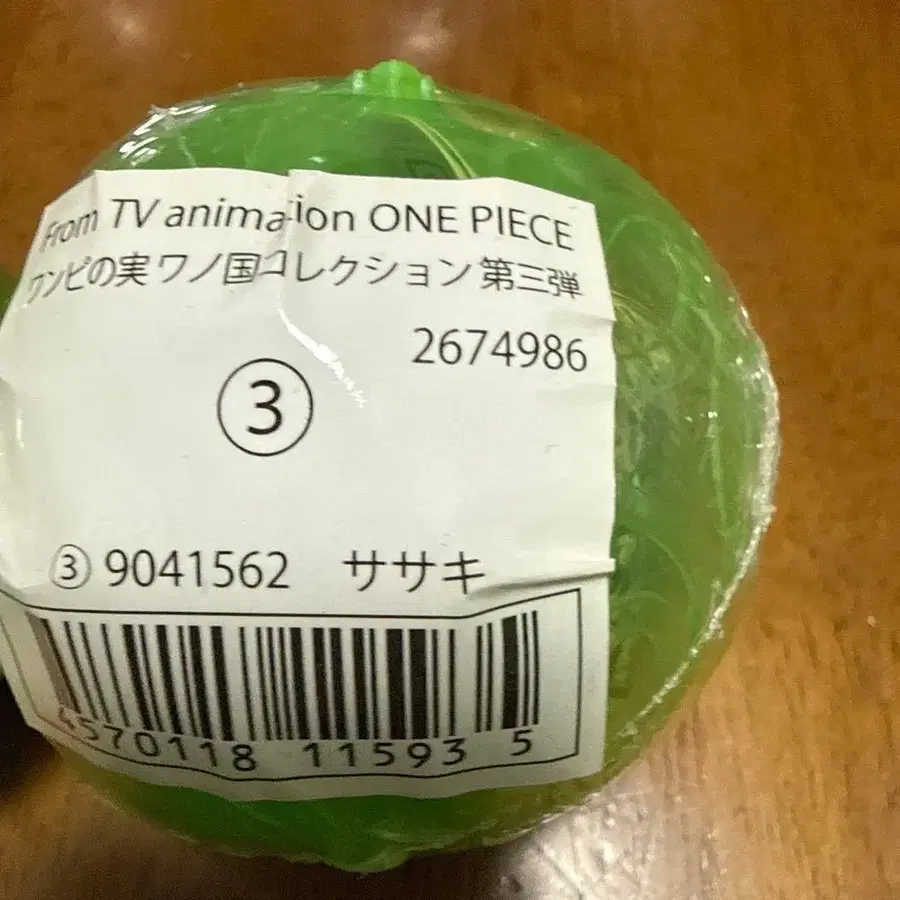 From TV animation ONE PIECE
ワンピの実 ワノ国コレクション 第三弾
2674986
③
③ 9041562 ササキ
4570118 11593 5